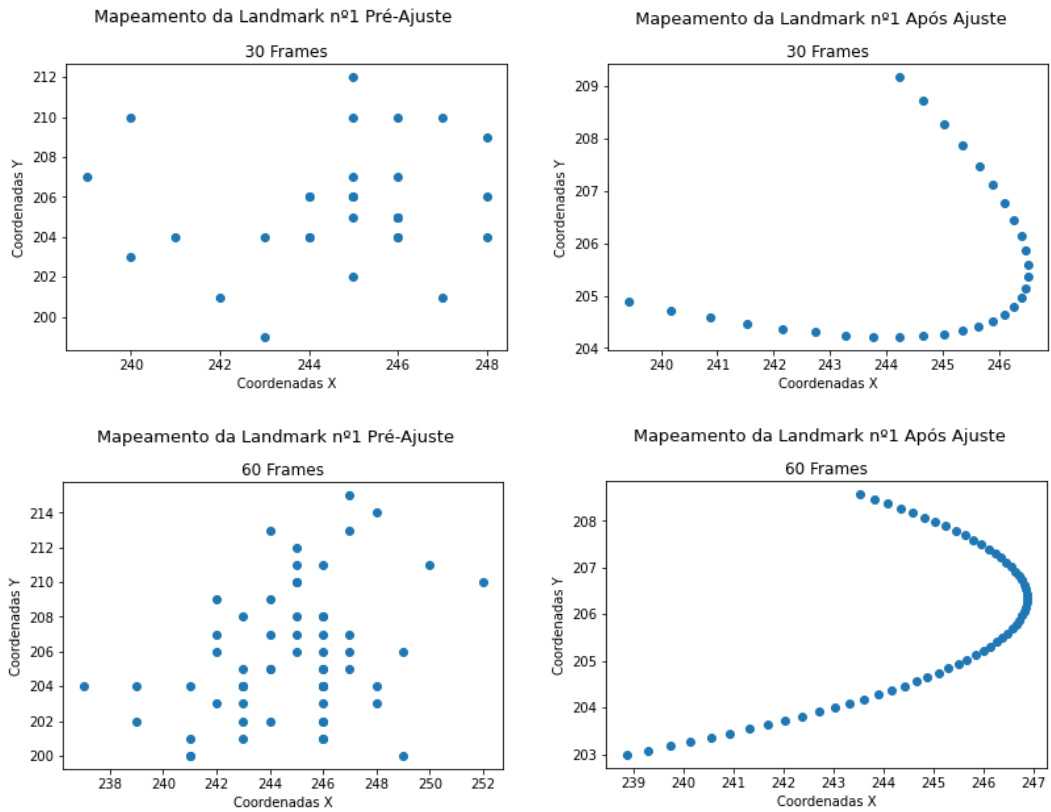 Mapeamento da Landmark nº1 Pré-Ajuste
30 Frames
212
210
208
206
204
202
200
Coordenadas Y
240 242 244 246 248
Coordenadas X
Mapeamento da Landmark nº1 Após Ajuste
30 Frames
209
208
207
206
205
204
Coordenadas Y
240 241 242 243 244 245 246
Coordenadas X
Mapeamento da Landmark nº1 Pré-Ajuste
60 Frames
214
212
210
208
206
204
202
200
Coordenadas Y
238 240 242 244 246 248 250 252
Coordenadas X
Mapeamento da Landmark nº1 Após Ajuste
60 Frames
208
207
206
205
204
203
Coordenadas Y
239 240 241 242 243 244 245 246 247
Coordenadas X